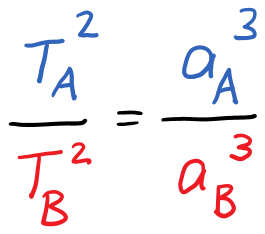 T_A^2 / T_B^2 = a_A^3 / a_B^3